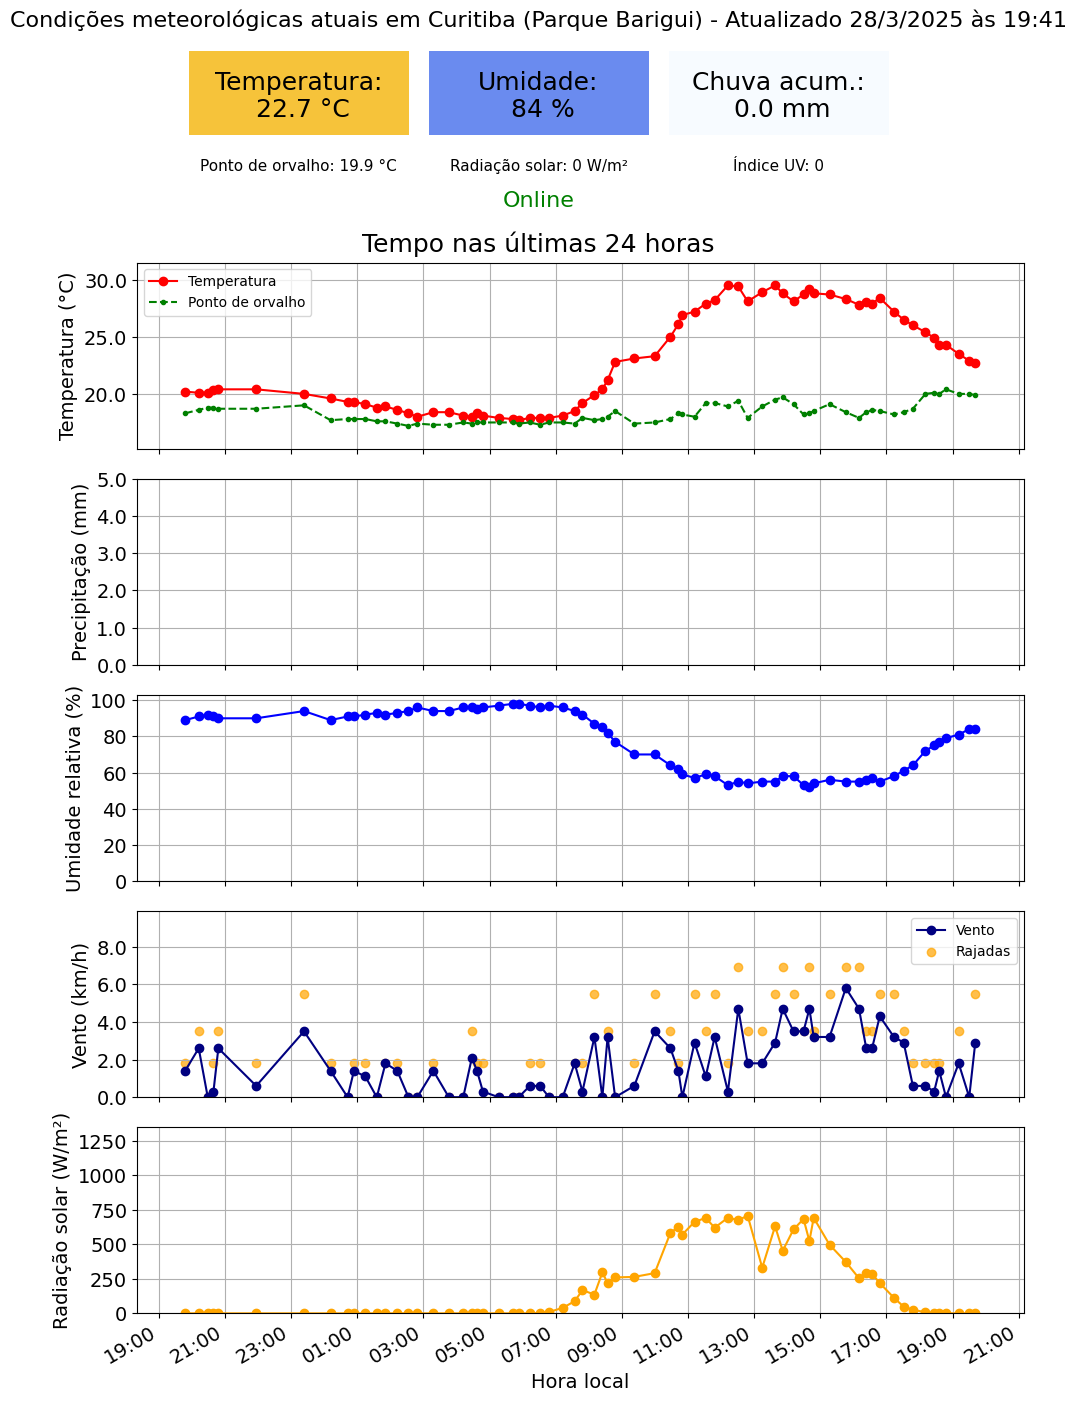 Condições meteorológicas atuais em Curitiba (Parque Barigui) - Atualizado 28/3/2025 às 19:41
Temperatura:
22.7 °C
Umidade:
84 %
Chuva acum.:
0.0 mm
Ponto de orvalho: 19.9 °C
Radiação solar: 0 W/m²
Índice UV: 0
Online
Tempo nas últimas 24 horas
Temperatura (°C)
30.0
25.0
20.0
Temperatura
Ponto de orvalho
Precipitação (mm)
5.0
4.0
3.0
2.0
1.0
0.0
Umidade relativa (%)
100
80
60
40
20
0
Vento (km/h)
8.0
6.0
4.0
2.0
0.0
Vento
Rajadas
Radiação solar (W/m²)
1250
1000
750
500
250
0
19:00
21:00
23:00
01:00
03:00
05:00
07:00
09:00
11:00
13:00
15:00
17:00
19:00
21:00
Hora local